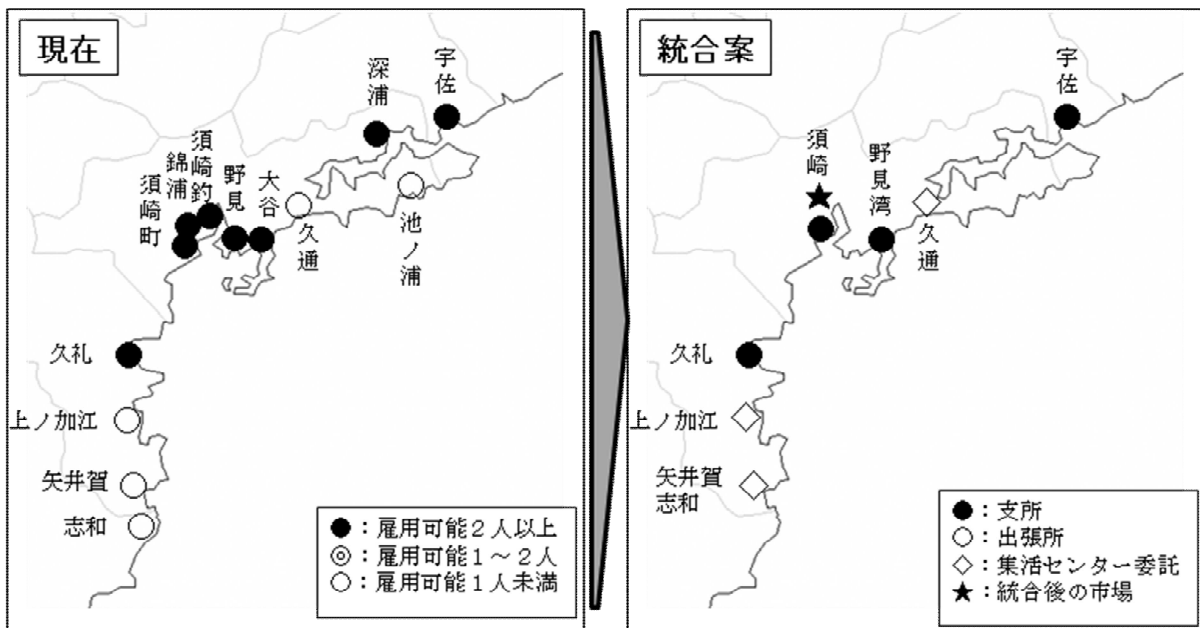 現在
宇佐
深浦
須崎釣
錦浦
須崎町
野見
大谷
久通
池ノ浦
久礼
上ノ加江
矢井賀
志和
●：雇用可能２人以上
◎：雇用可能１～２人
○：雇用可能１人未満
統合案
宇佐
須崎
野見湾
久通
久礼
上ノ加江
矢井賀
志和
●：支所
○：出張所
◇：集活センター委託
★：統合後の市場